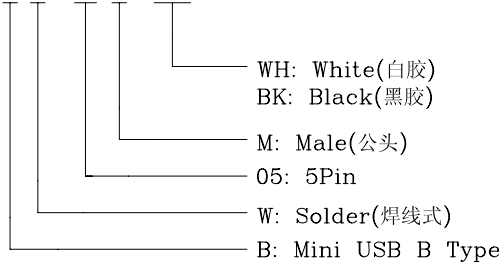 WH: White(白胶)
BK: Black(黑胶)
M: Male(公头)
05: 5Pin
W: Solder(焊线式)
B: Mini USB B Type